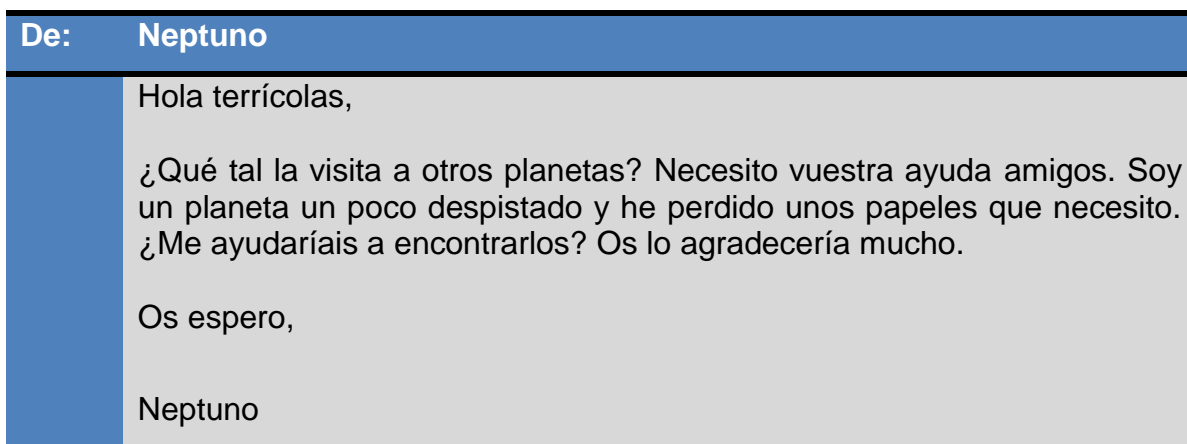 De: Neptuno
Hola terrícolas,
¿Qué tal la visita a otros planetas? Necesito vuestra ayuda amigos. Soy
un planeta un poco despistado y he perdido unos papeles que necesito.
¿Me ayudaríais a encontrarlos? Os lo agradecería mucho.
Os espero,
Neptuno